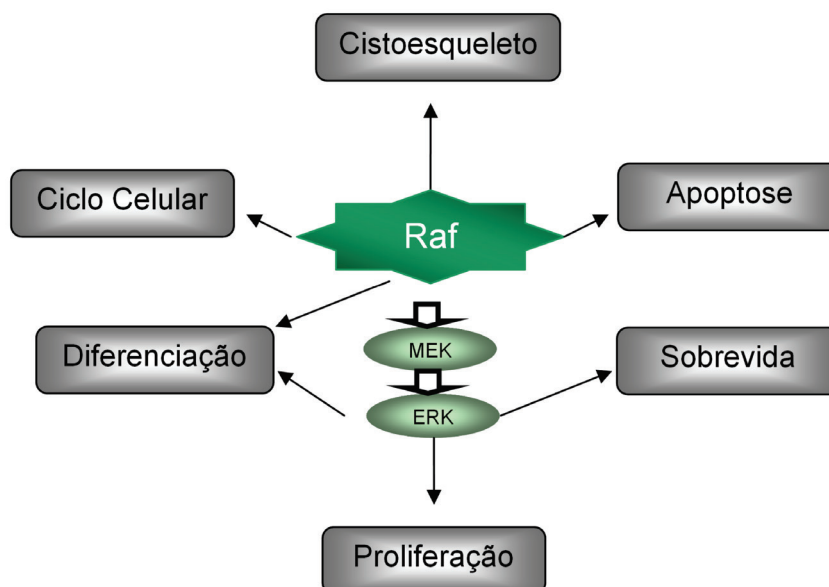 Cistoesqueleto
Ciclo Celular
Apoptose
Raf
Diferenciação
MEK
Sobrevida
ERK
Proliferação